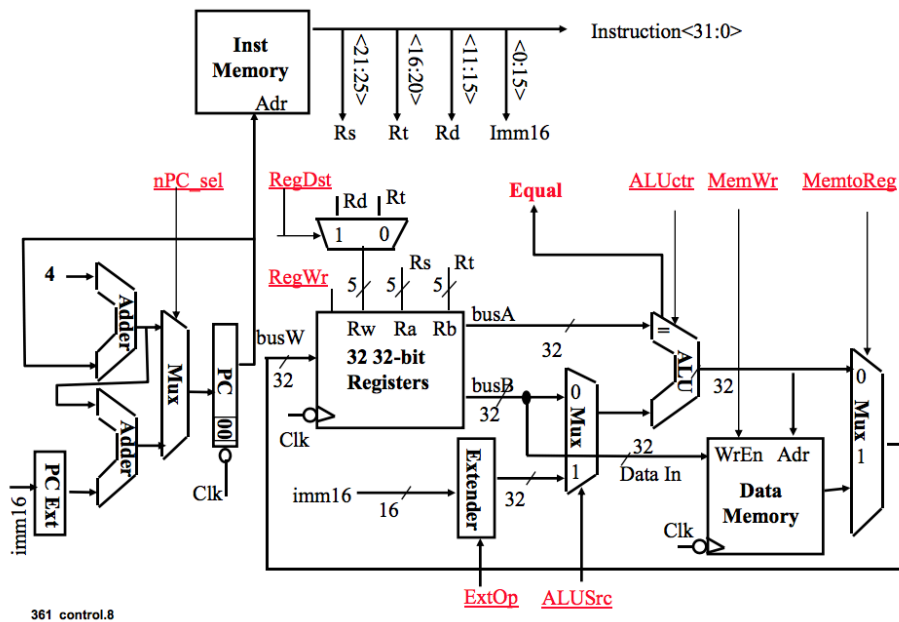 Inst
Memory
Adr
Instruction<31:0>
<21:25>
<16:20>
<11:15>
<0:15>
Rs
Rt
Rd
Imm16
nPC_sel
RegDst
Rd
Rt
1
0
Equal
ALUctr
MemWr
MemtoReg
4
Adder
Mux
PC
00
Adder
PC Ext
imm16
Clk
RegWr
5
5
Rs
5
Rt
busW
32
Rw
Ra
Rb
32 32-bit
Registers
Clk
busA
32
busB
32
0
Mux
1
=
ALU
32
0
Mux
1
32
Data In
WrEn
Adr
Data
Memory
Clk
imm16
16
Extender
32
ExtOp
ALUSrc
361 control.8